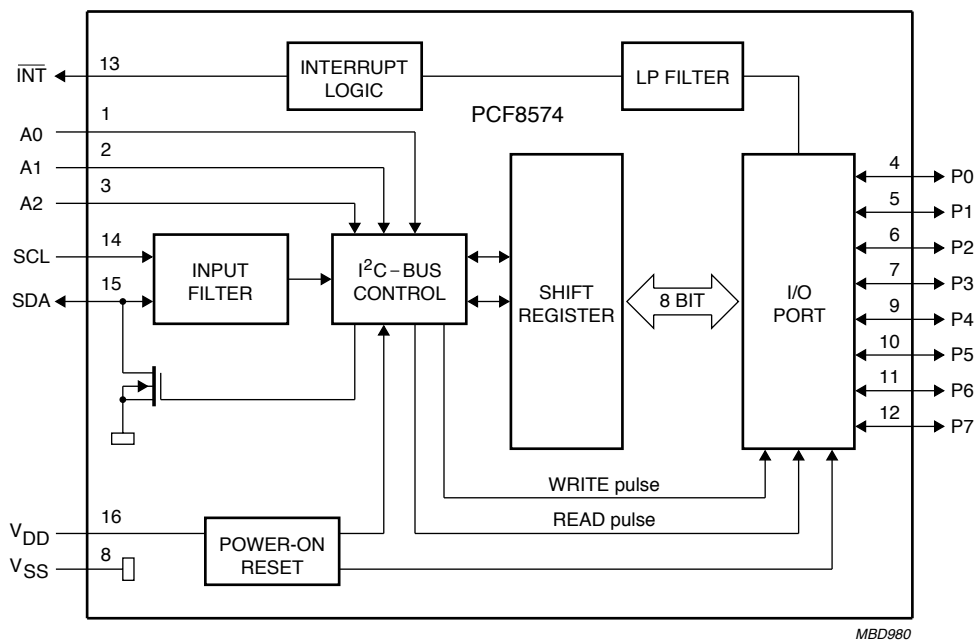 INT
13
INTERRUPT
LOGIC
LP FILTER
PCF8574
A0
1
A1
2
A2
3
SCL
14
SDA
15
INPUT
FILTER
I²C – BUS
CONTROL
SHIFT
REGISTER
8 BIT
I/O
PORT
4
P0
5
P1
6
P2
7
P3
9
P4
10
P5
11
P6
12
P7
WRITE pulse
READ pulse
VDD
16
VSS
8
POWER-ON
RESET
MBD980